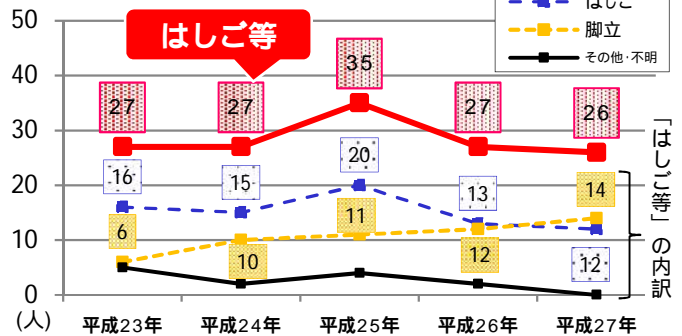 はしご
脚立
その他・不明
はしご等
50
40
30
20
10
0
(人)
27
27
35
27
26
16
15
20
13
12
6
10
11
12
14
「はしご等」の内訳
平成23年
平成24年
平成25年
平成26年
平成27年